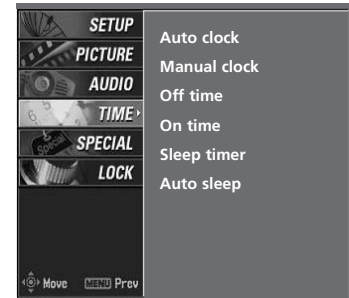 SETUP
PICTURE
AUDIO
TIME
SPECIAL
LOCK
Auto clock
Manual clock
Off time
On time
Sleep timer
Auto sleep
Move MENU Prev